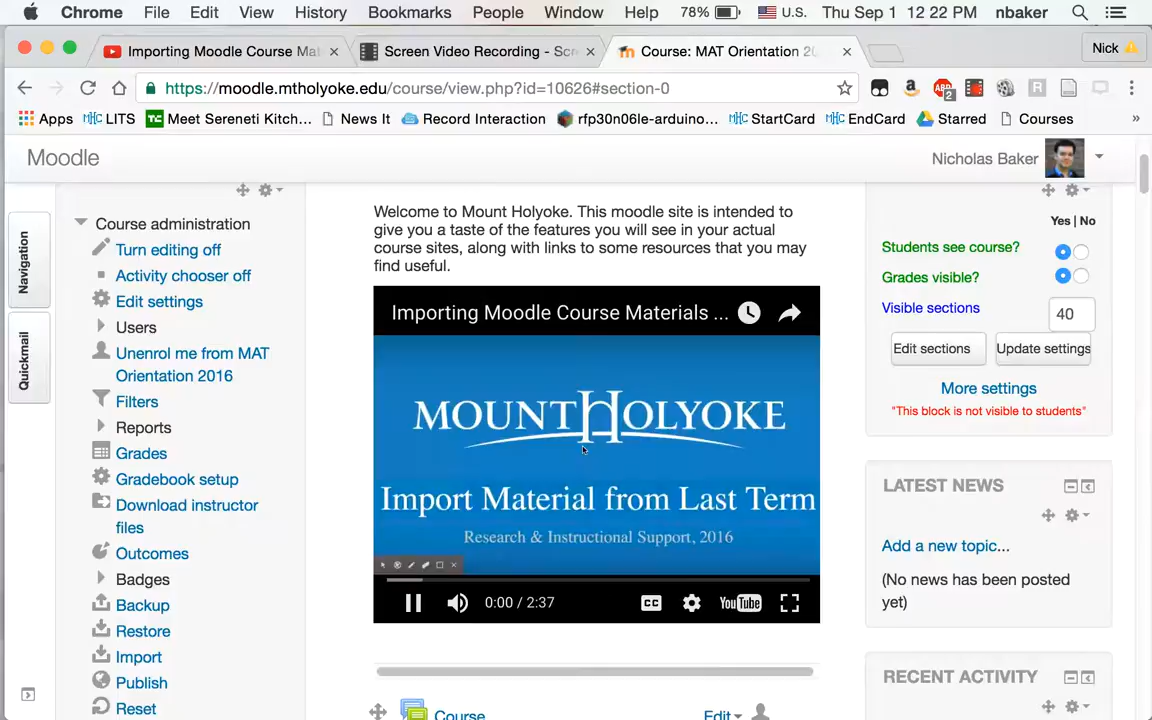 Chrome File Edit View History Bookmarks People Window Help 78% U.S. Thu Sep 1 12:22 PM nbaker
Importing Moodle Course Ma
Screen Video Recording - Scr
Course: MAT Orientation 20
Nick
https://moodle.mtholyoke.edu/course/view.php?id=10626#section-0
ABP 2 R
Apps MHC LITS TC Meet Sereneti Kitch... News It Record Interaction rfp30n06le-arduino... MHC StartCard MHC EndCard Starred Courses »
Moodle
Nicholas Baker
Navigation
Quickmail
Course administration
Turn editing off
Activity chooser off
Edit settings
Users
Unenrol me from MAT
Orientation 2016
Filters
Reports
Grades
Gradebook setup
Download instructor
files
Outcomes
Badges
Backup
Restore
Import
Publish
Reset
Welcome to Mount Holyoke. This moodle site is intended to
give you a taste of the features you will see in your actual
course sites, along with links to some resources that you may
find useful.
Importing Moodle Course Materials ...
MOUNT HOLYOKE
Import Material from Last Term
Research & Instructional Support, 2016
0:00 / 2:37
CC
YouTube
Course
Edit
Yes | No
Students see course?
Grades visible?
Visible sections 40
Edit sections Update settings
More settings
"This block is not visible to students"
LATEST NEWS
Add a new topic...
(No news has been posted
yet)
RECENT ACTIVITY